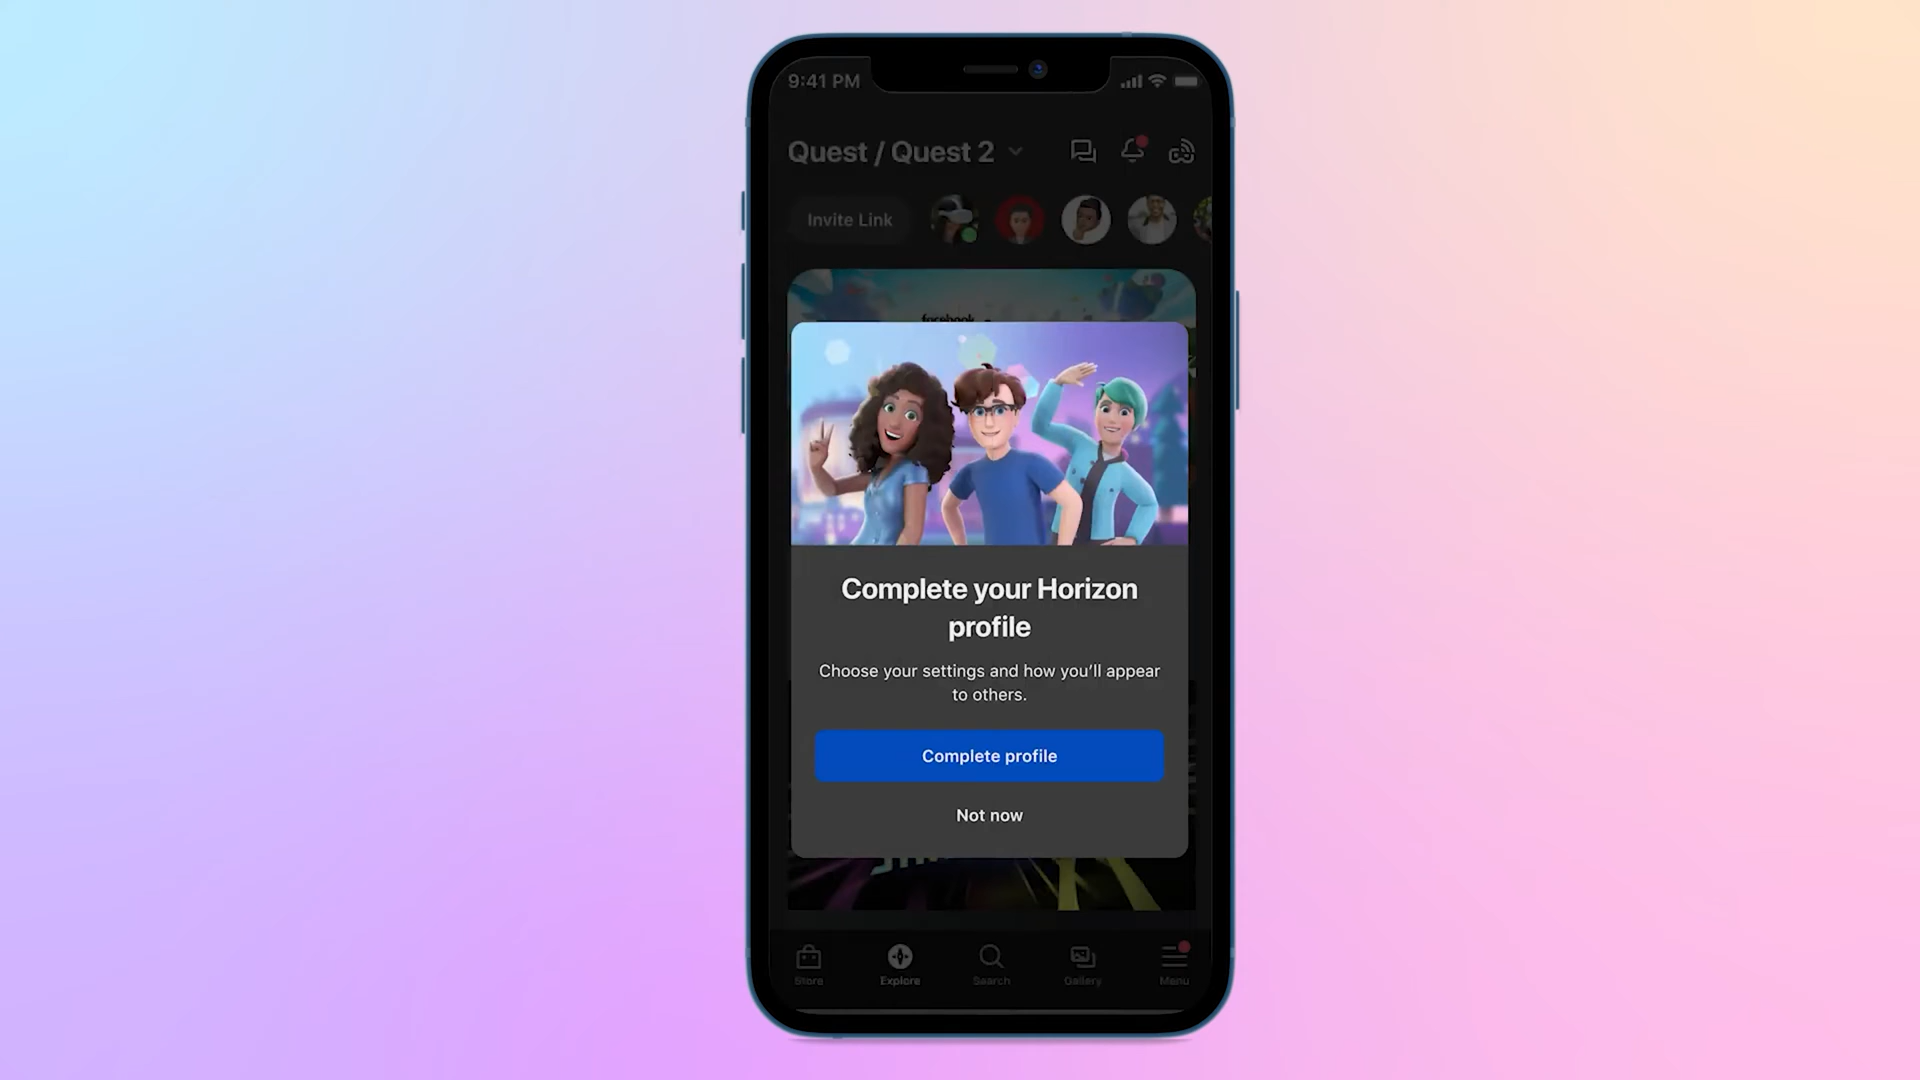 9:41 PM
Quest / Quest 2
Invite Link
facebook
Complete your Horizon
profile
Choose your settings and how you'll appear
to others.
Complete profile
Not now
Store
Explore
Search
Gallery
Menu